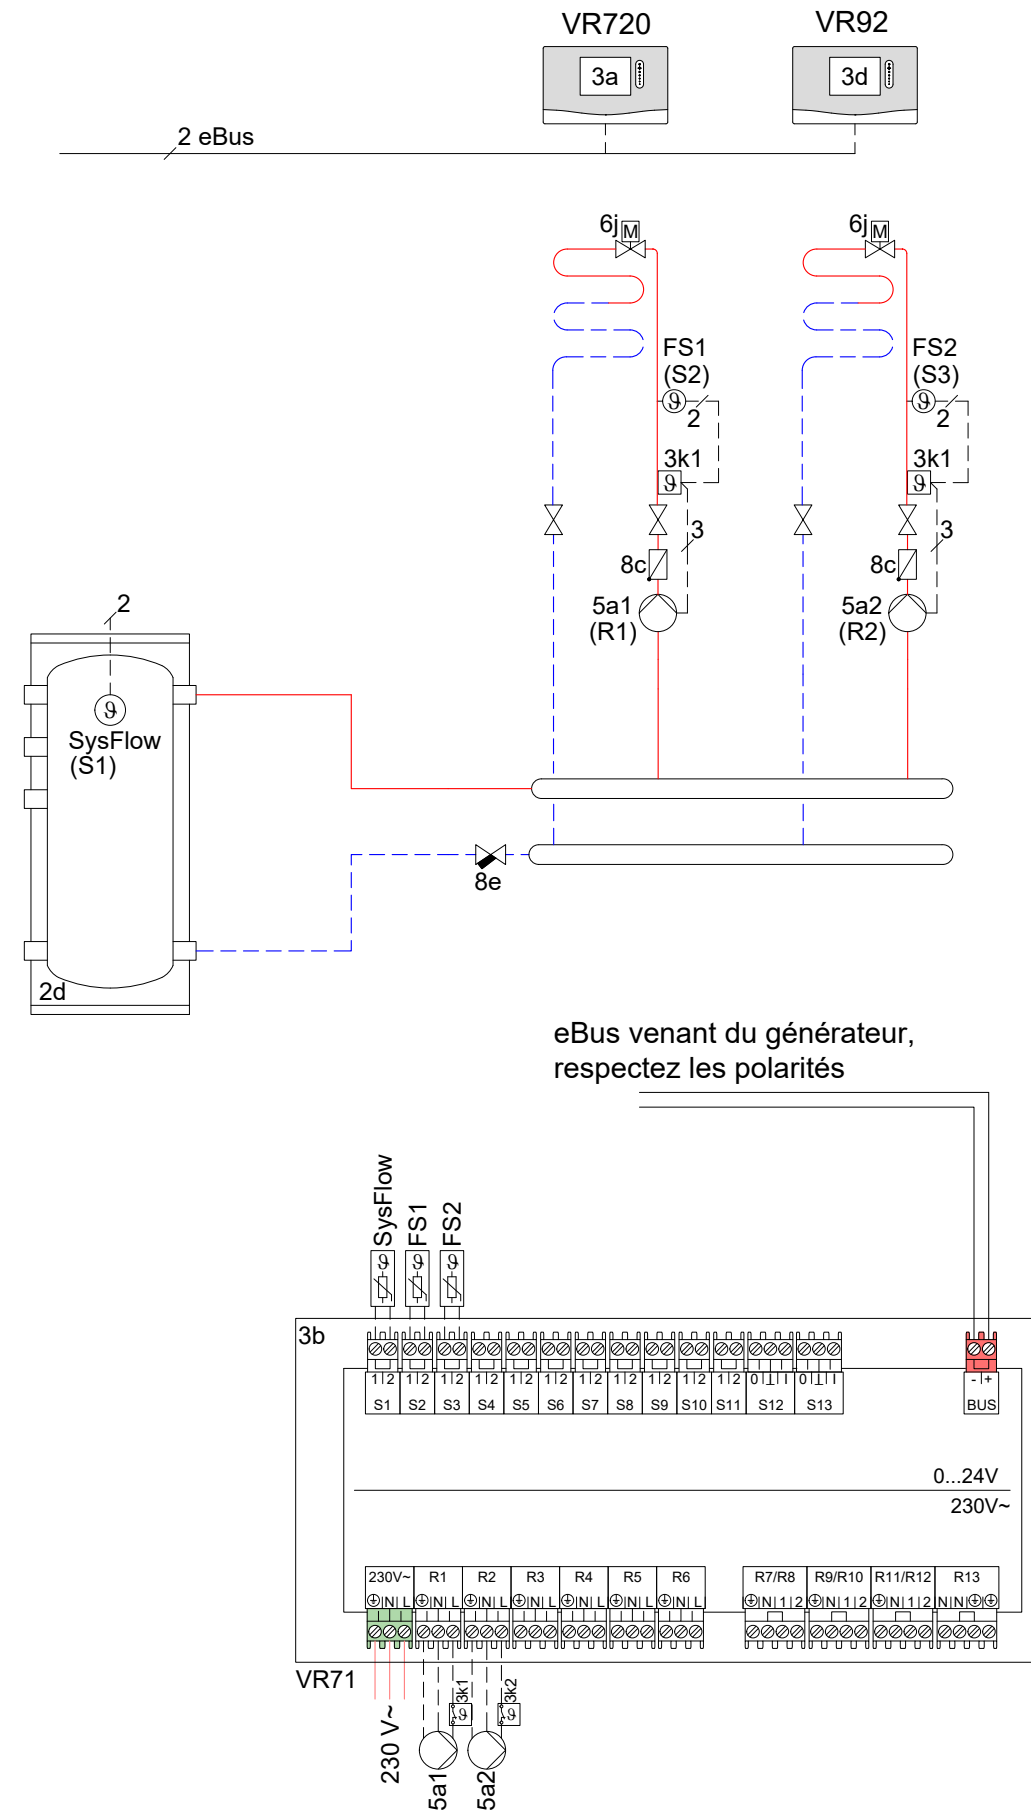 VR720
VR92
3a
3d
2 eBus
6j
M
6j
M
FS1
(S2)
FS2
(S3)
ϑ
2
ϑ
2
3k1
3k1
ϑ
ϑ
3
3
8c
8c
5a1
(R1)
5a2
(R2)
2
ϑ
SysFlow
(S1)
8e
2d
eBus venant du générateur,
respectez les polarités
SysFlow
FS1
FS2
ϑ
ϑ
ϑ
3b
1|2
1|2
1|2
1|2
1|2
1|2
1|2
1|2
1|2
1|2
1|2
0|⊥|I
0|⊥|I
-|+
S1
S2
S3
S4
S5
S6
S7
S8
S9
S10
S11
S12
S13
BUS
0...24V
230V~
230V~
R1
R2
R3
R4
R5
R6
R7/R8
R9/R10
R11/R12
R13
⏚|N|L
⏚|N|L
⏚|N|L
⏚|N|L
⏚|N|L
⏚|N|L
⏚|N|L
⏚|N|1|2
⏚|N|1|2
⏚|N|1|2
N|N|⏚|⏚
VR71
230 V~
3k1
ϑ
3k2
ϑ
5a1
5a2